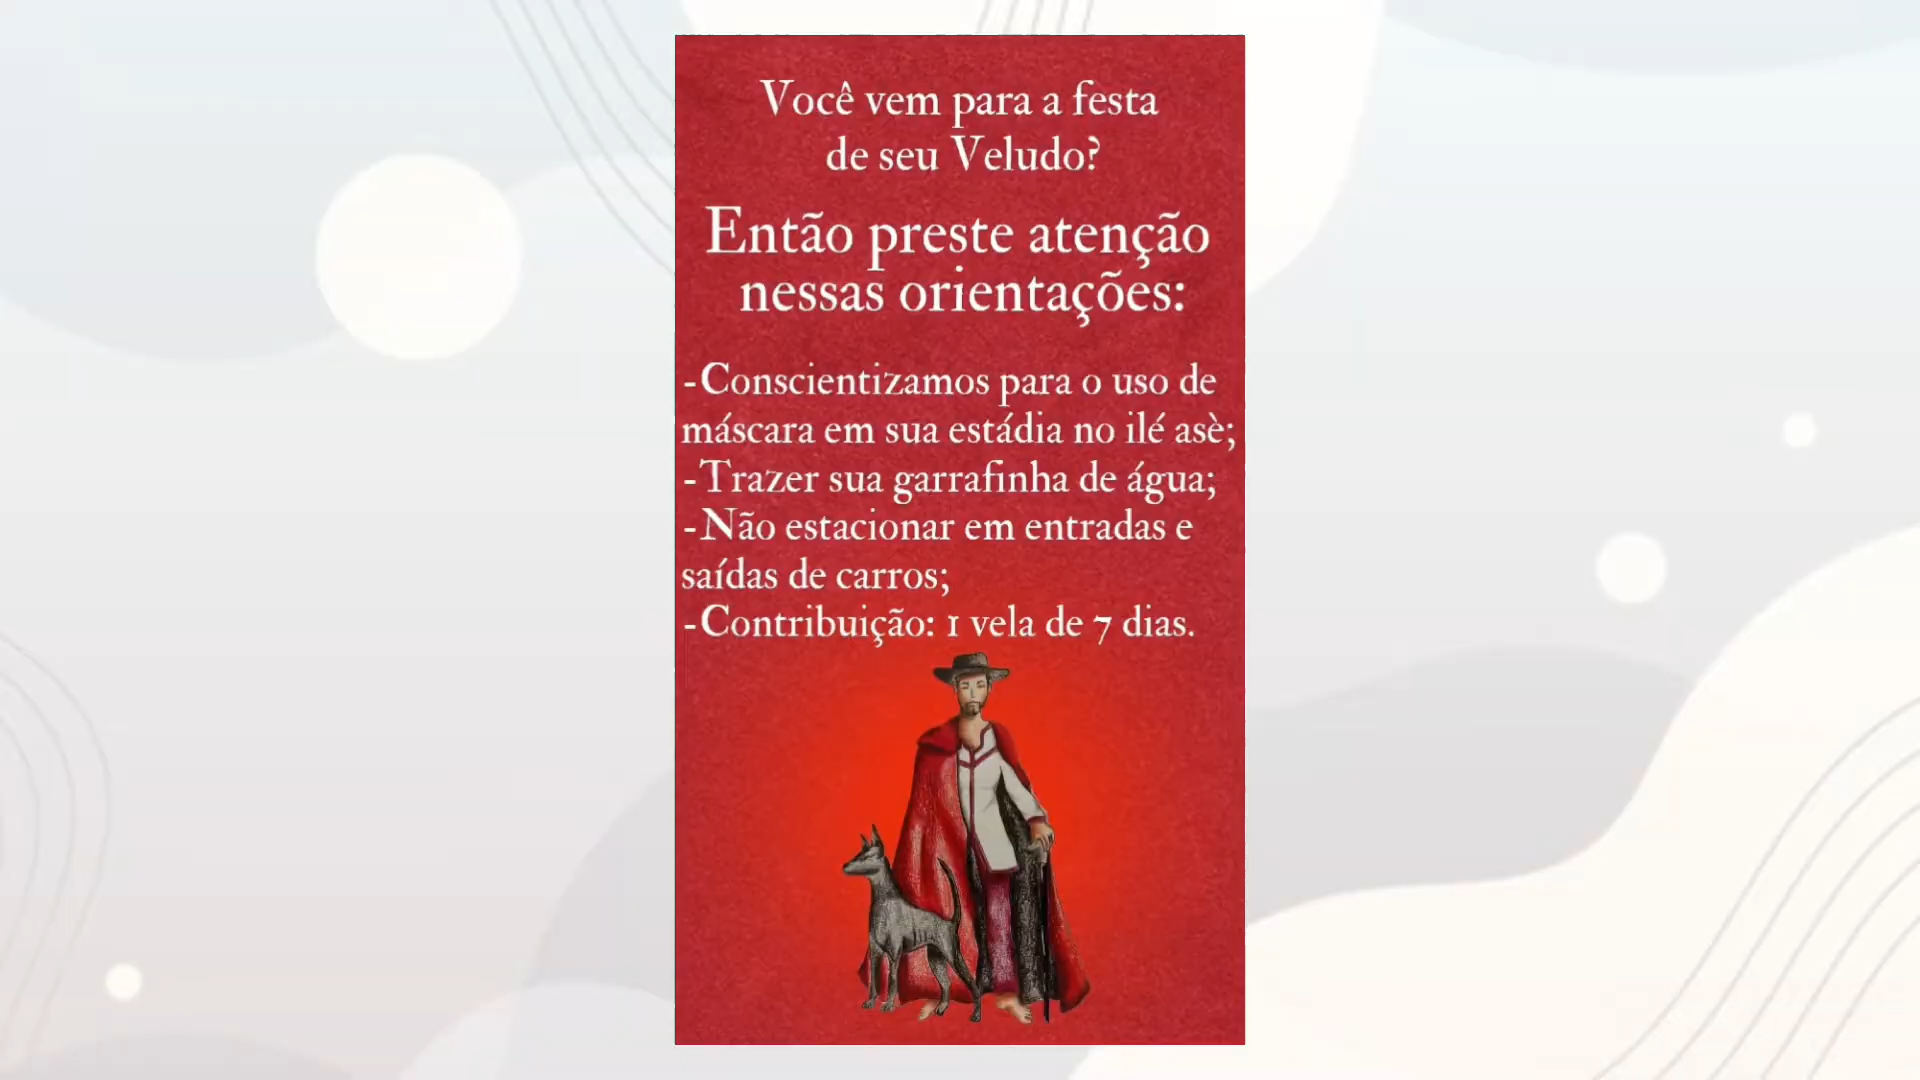 Você vem para a festa
de seu Veludo?
Então preste atenção
nessas orientações:
-Conscientizamos para o uso de
máscara em sua estádia no ilé asè;
-Trazer sua garrafinha de água;
-Não estacionar em entradas e
saídas de carros;
-Contribuição: 1 vela de 7 dias.